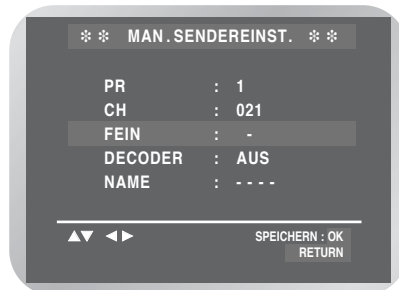 ❇ ❇ MAN.SENDEREINST. ❇ ❇
PR : 1
CH : 021
FEIN : -
DECODER : AUS
NAME : - - - -
▲▼ ◀▶ SPEICHERN : OK
RETURN